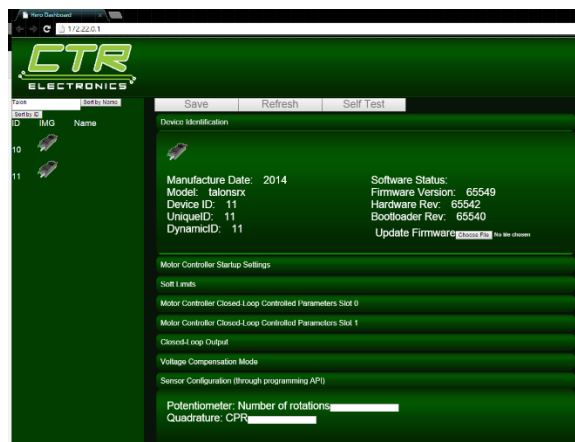 Hero Dashboard
172.22.0.1
CTR
ELECTRONICS
Talon Sort by Name
Sort by ID
ID IMG Name
10
11
Save Refresh Self Test
Device Identification
Manufacture Date: 2014
Model: talonsrx
Device ID: 11
UniqueID: 11
DynamicID: 11
Software Status:
Firmware Version: 65549
Hardware Rev: 65542
Bootloader Rev: 65540
Update Firmware Choose File No file chosen
Motor Controller Startup Settings
Soft Limits
Motor Controller Closed-Loop Controlled Parameters Slot 0
Motor Controller Closed-Loop Controlled Parameters Slot 1
Closed-Loop Output
Voltage Compensation Mode
Sensor Configuration (through programming API)
Potentiometer: Number of rotations
Quadrature: CPR